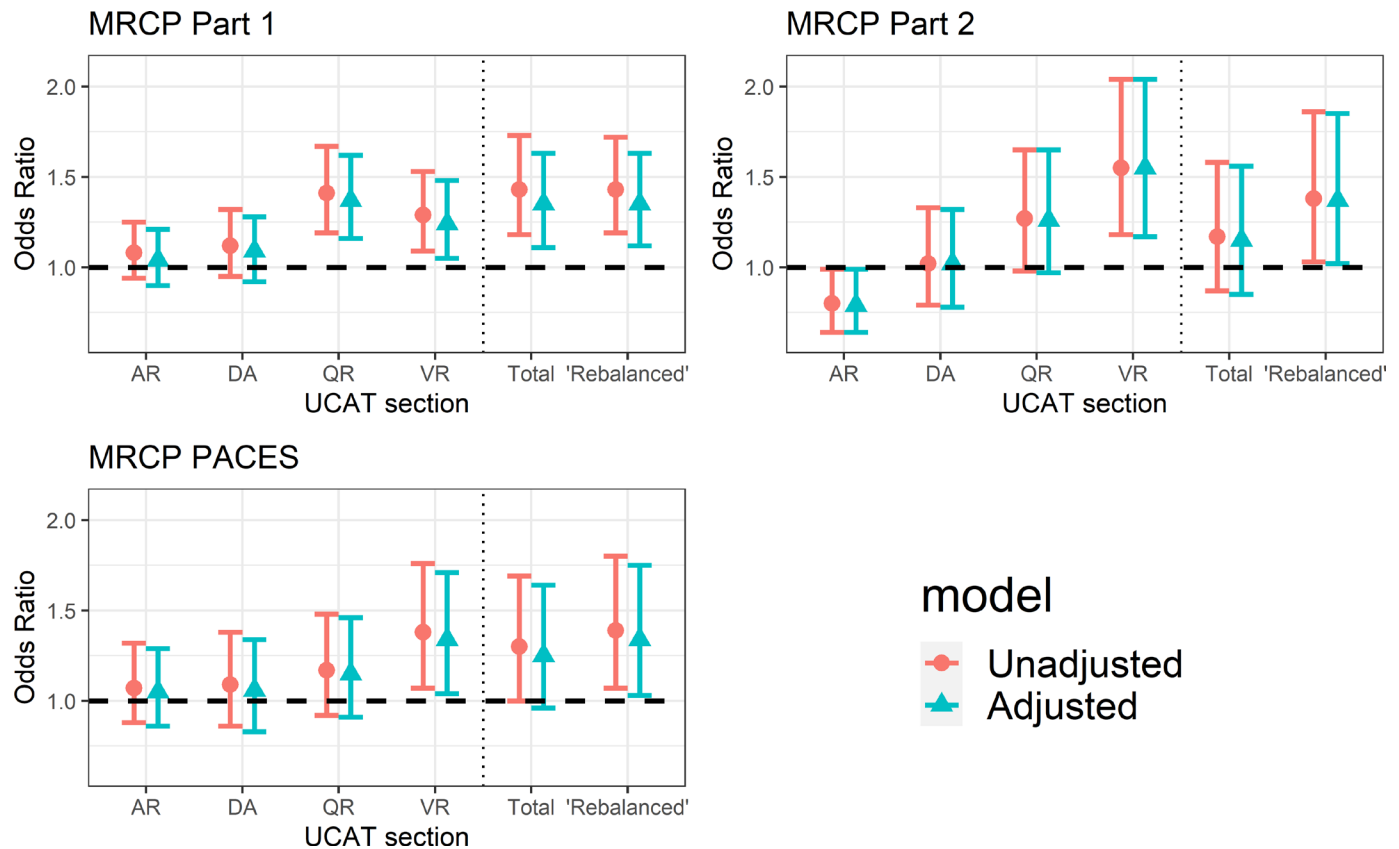 MRCP Part 1
2.0
1.5
1.0
Odds Ratio
AR DA QR VR Total 'Rebalanced'
UCAT section
MRCP Part 2
2.0
1.5
1.0
Odds Ratio
AR DA QR VR Total 'Rebalanced'
UCAT section
MRCP PACES
2.0
1.5
1.0
Odds Ratio
AR DA QR VR Total 'Rebalanced'
UCAT section
model
Unadjusted
Adjusted